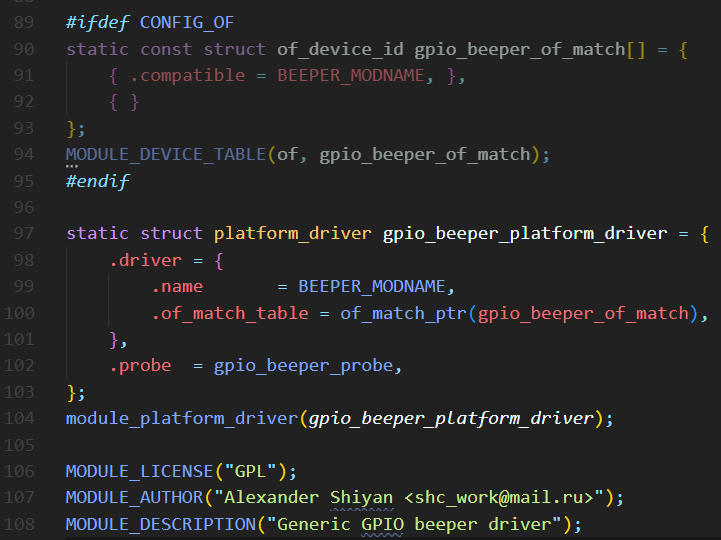 89 #ifdef CONFIG_OF
90 static const struct of_device_id gpio_beeper_of_match[] = {
91     { .compatible = BEEPER_MODNAME, },
92     { }
93 };
94 MODULE_DEVICE_TABLE(of, gpio_beeper_of_match);
95 #endif
96
97 static struct platform_driver gpio_beeper_platform_driver = {
98     .driver = {
99         .name       = BEEPER_MODNAME,
100         .of_match_table = of_match_ptr(gpio_beeper_of_match),
101     },
102     .probe  = gpio_beeper_probe,
103 };
104 module_platform_driver(gpio_beeper_platform_driver);
105
106 MODULE_LICENSE("GPL");
107 MODULE_AUTHOR("Alexander Shiyan <shc_work@mail.ru>");
108 MODULE_DESCRIPTION("Generic GPIO beeper driver");